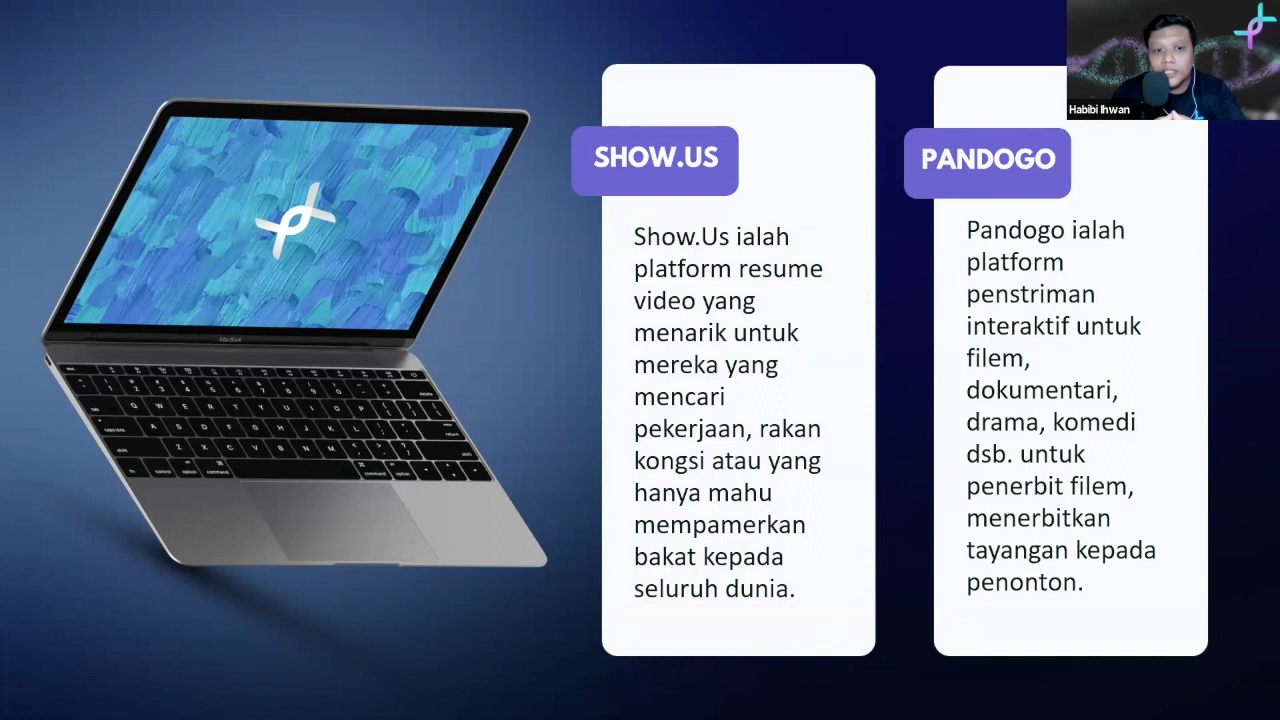 Habibi Ihwan
SHOW.US
Show.Us ialah
platform resume
video yang
menarik untuk
mereka yang
mencari
pekerjaan, rakan
kongsi atau yang
hanya mahu
mempamerkan
bakat kepada
seluruh dunia.
PANDOGO
Pandogo ialah
platform
penstriman
interaktif untuk
filem,
dokumentari,
drama, komedi
dsb. untuk
penerbit filem,
menerbitkan
tayangan kepada
penonton.
MacBook
Q W E R T Y U I O P
A S D F G H J K L
Z X C V B N M